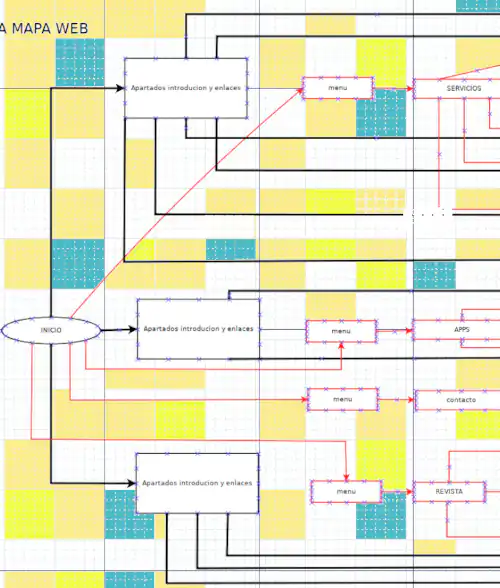 A MAPA WEB
Apartados introducion y enlaces
menu
SERVICIOS
INICIO
Apartados introducion y enlaces
menu
APPS
menu
contacto
Apartados introducion y enlaces
menu
REVISTA